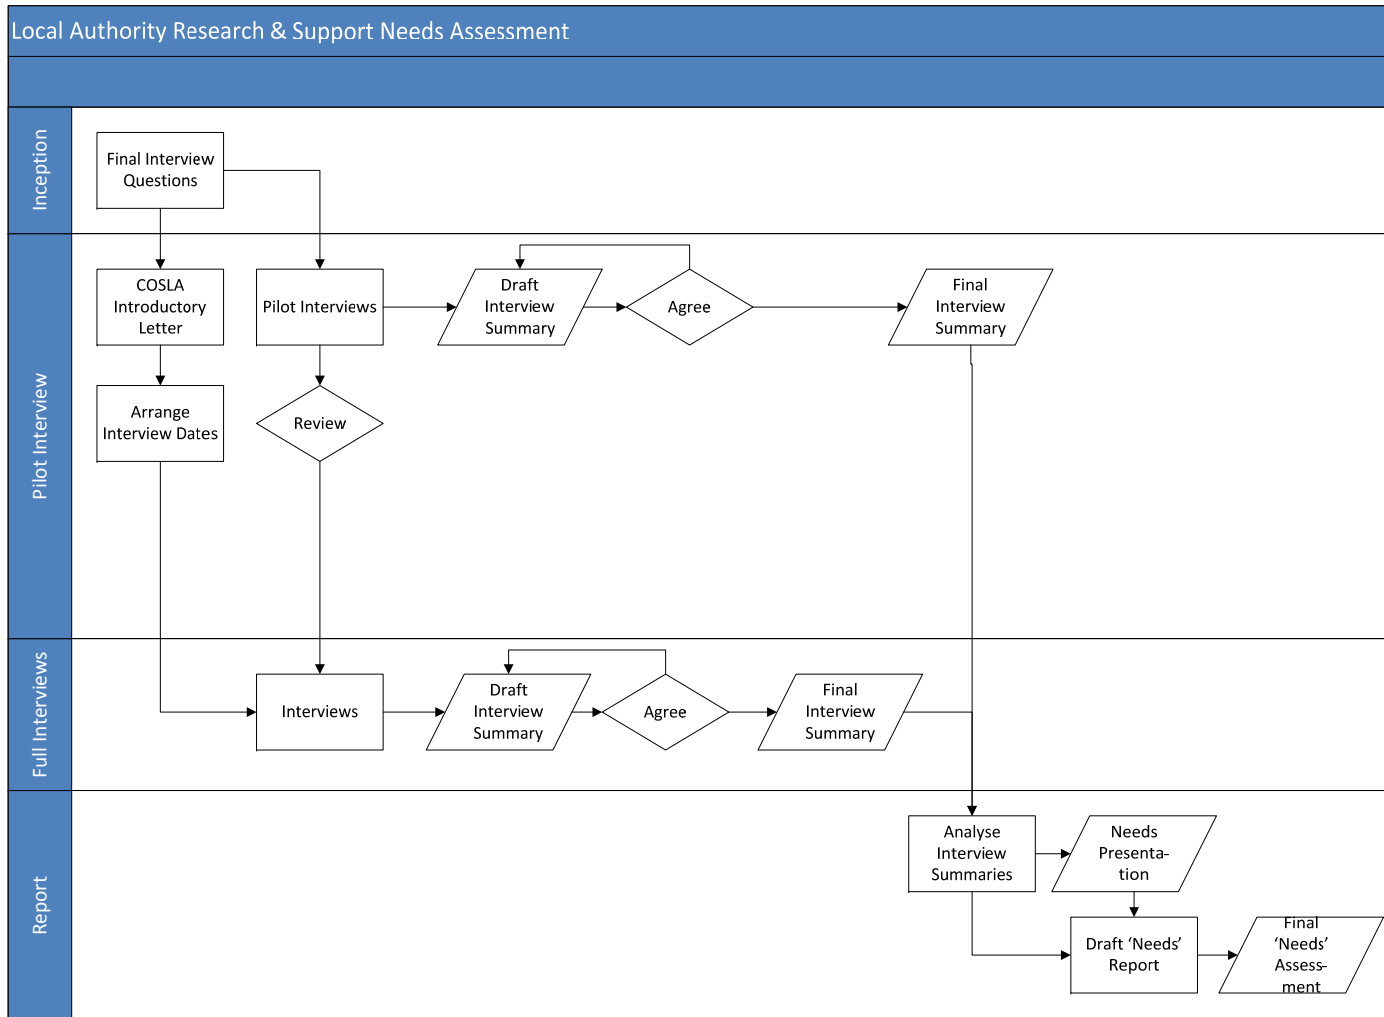 Local Authority Research & Support Needs Assessment
Inception
Final Interview
Questions
Pilot Interview
COSLA
Introductory
Letter
Pilot Interviews
Draft
Interview
Summary
Agree
Final
Interview
Summary
Arrange
Interview Dates
Review
Full Interviews
Interviews
Draft
Interview
Summary
Agree
Final
Interview
Summary
Report
Analyse
Interview
Summaries
Needs
Presenta-
tion
Draft ‘Needs’
Report
Final
‘Needs’
Assess-
ment